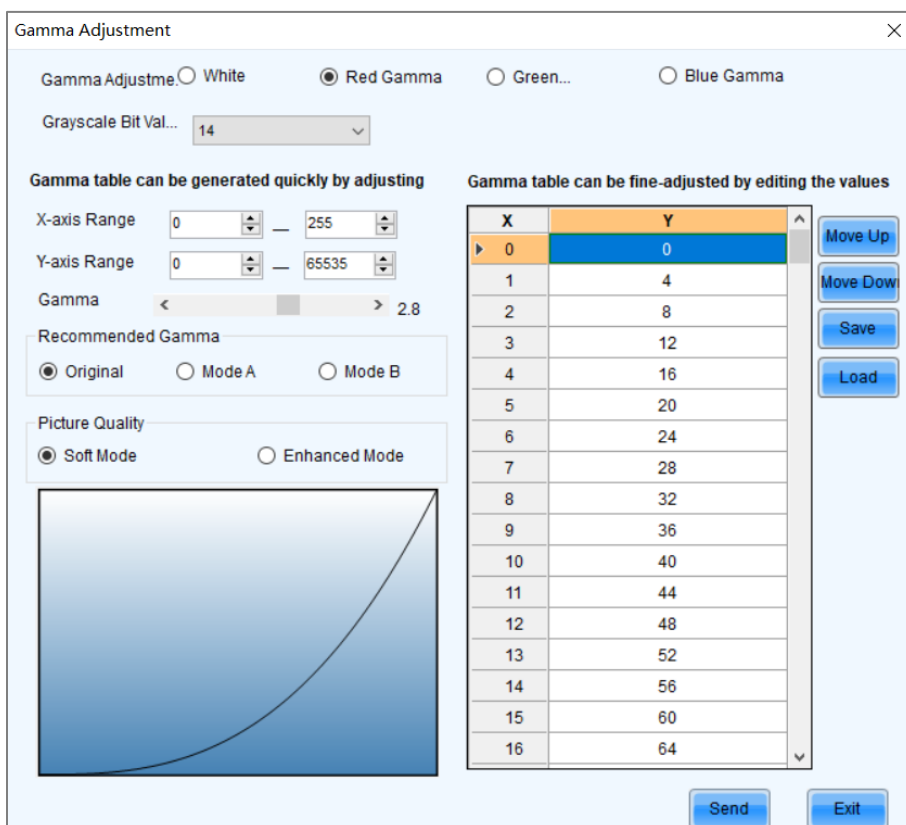 Gamma Adjustment
Gamma Adjustme. White Red Gamma Green... Blue Gamma
Grayscale Bit Val... 14
Gamma table can be generated quickly by adjusting
X-axis Range 0 — 255
Y-axis Range 0 — 65535
Gamma < > 2.8
Recommended Gamma
Original Mode A Mode B
Picture Quality
Soft Mode Enhanced Mode
Gamma table can be fine-adjusted by editing the values
X Y
0 0
1 4
2 8
3 12
4 16
5 20
6 24
7 28
8 32
9 36
10 40
11 44
12 48
13 52
14 56
15 60
16 64
Move Up
Move Dow
Save
Load
Send Exit